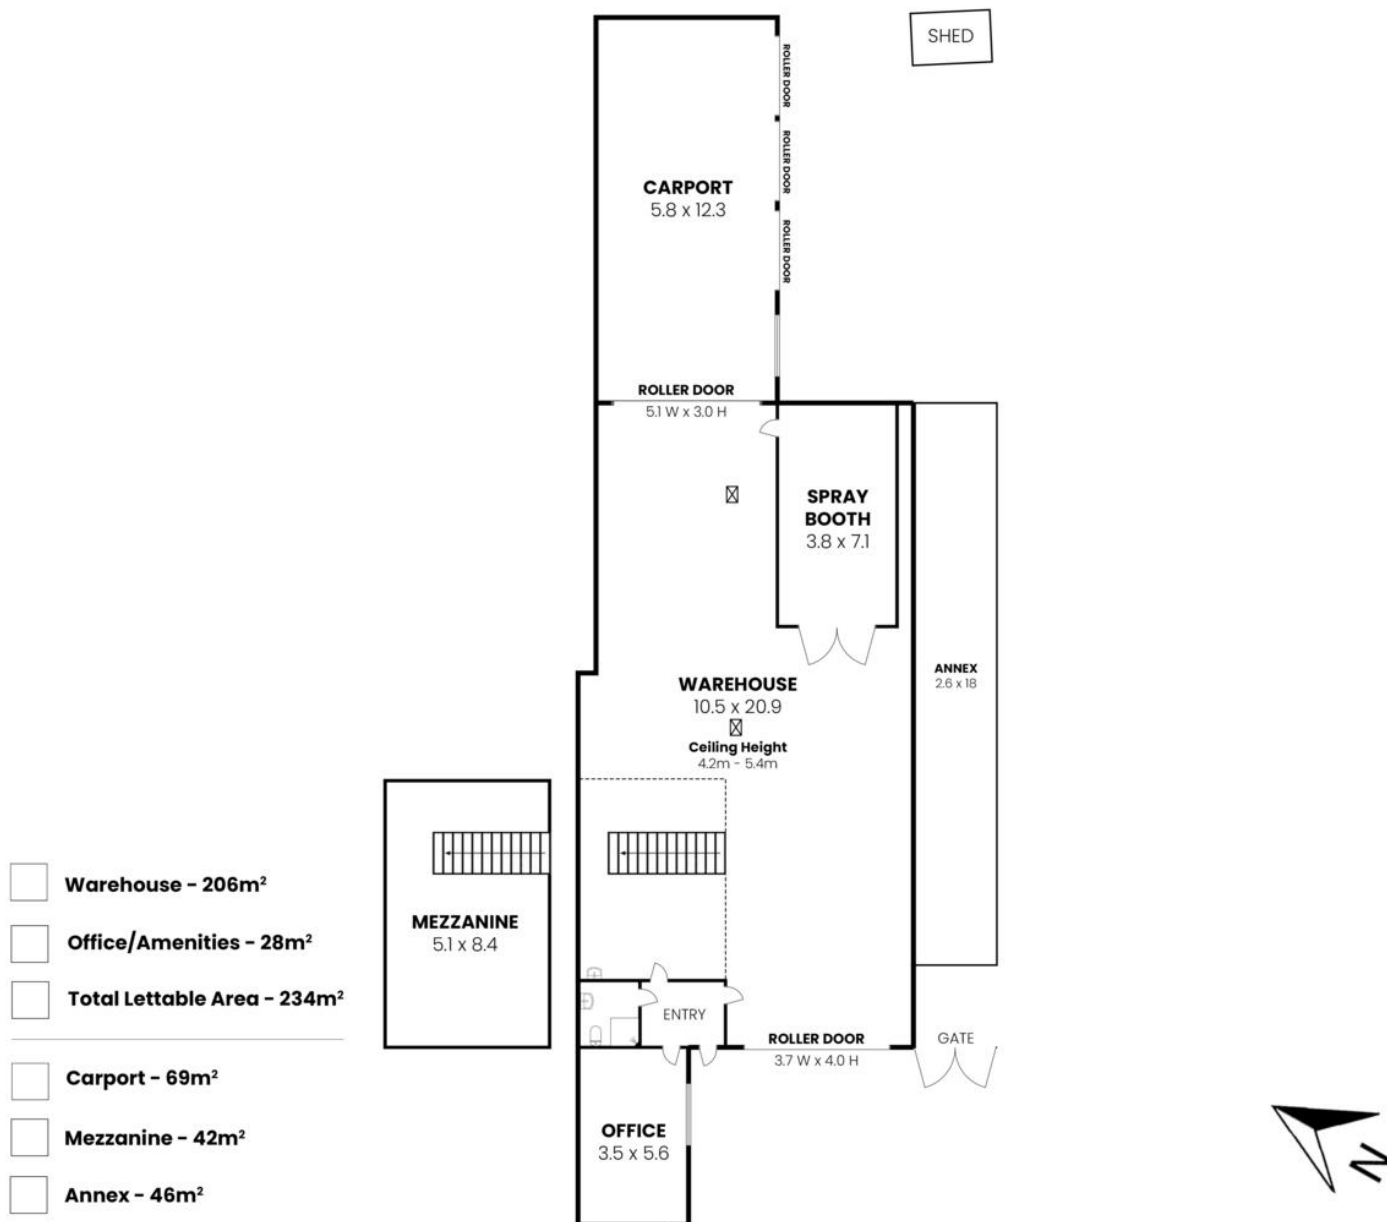 SHED
ROLLER DOOR
ROLLER DOOR
ROLLER DOOR
CARPORT
5.8 x 12.3
ROLLER DOOR
5.1 W x 3.0 H
SPRAY
BOOTH
3.8 x 7.1
ANNEX
2.6 x 18
WAREHOUSE
10.5 x 20.9
Ceiling Height
4.2m - 5.4m
MEZZANINE
5.1 x 8.4
ENTRY
ROLLER DOOR
3.7 W x 4.0 H
GATE
OFFICE
3.5 x 5.6
Warehouse - 206m²
Office/Amenities - 28m²
Total Lettable Area - 234m²
Carport - 69m²
Mezzanine - 42m²
Annex - 46m²
N